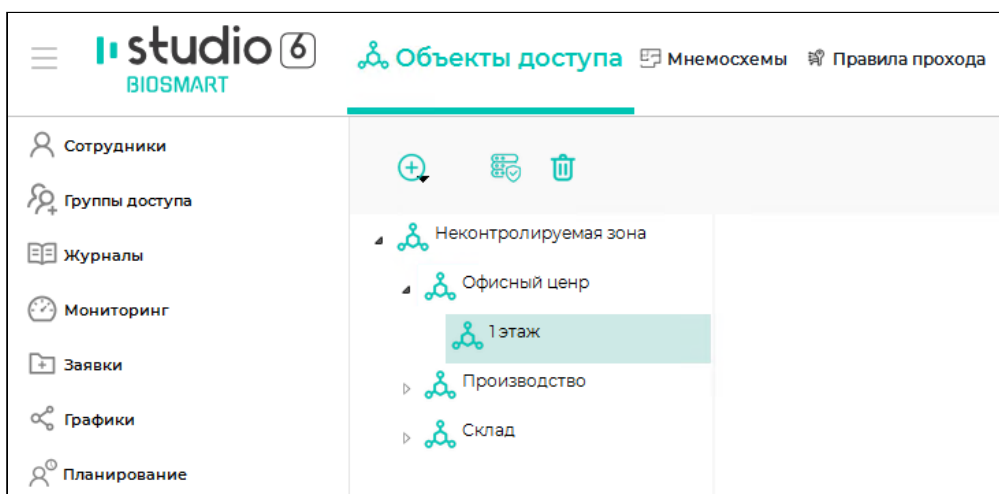 studio 6
BIOSMART
Объекты доступа
Мнемосхемы
Правила прохода
Сотрудники
Группы доступа
Журналы
Мониторинг
Заявки
Графики
Планирование
Неконтролируемая зона
Офисный ценр
1 этаж
Производство
Склад